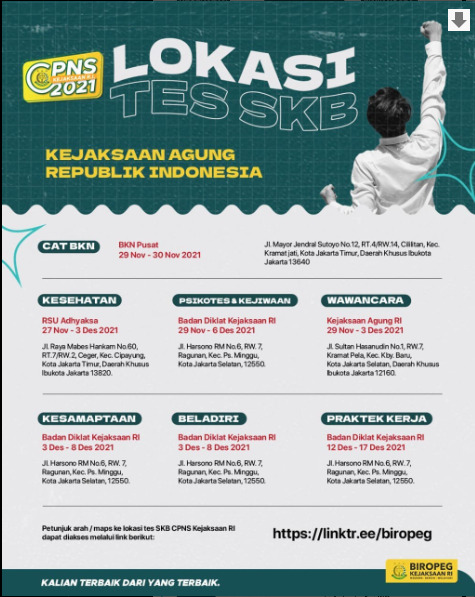 CPNS
KEJAKSAAN R.I.
2021
LOKASI
TES SKB
KEJAKSAAN AGUNG
REPUBLIK INDONESIA
CAT BKN
BKN Pusat
29 Nov - 30 Nov 2021
Jl. Mayor Jendral Sutoyo No.12, RT.4/RW.14, Cililitan, Kec.
Kramat jati, Kota Jakarta Timur, Daerah Khusus Ibukota
Jakarta 13640
KESEHATAN
RSU Adhyaksa
27 Nov - 3 Des 2021
Jl. Raya Mabes Hankam No.60,
RT.7/RW.2, Ceger, Kec. Cipayung,
Kota Jakarta Timur, Daerah Khusus
Ibukota Jakarta 13820.
PSIKOTES & KEJIWAAN
Badan Diklat Kejaksaan RI
29 Nov - 6 Des 2021
Jl. Harsono RM No.6, RW. 7,
Ragunan, Kec. Ps. Minggu,
Kota Jakarta Selatan, 12550.
WAWANCARA
Kejaksaan Agung RI
29 Nov - 3 Des 2021
Jl. Sultan Hasanudin No.1, RW.7,
Kramat Pela, Kec. Kby. Baru,
Kota Jakarta Selatan, Daerah Khusus
Ibukota Jakarta 12160.
KESAMAPTAAN
Badan Diklat Kejaksaan RI
3 Des - 8 Des 2021
Jl. Harsono RM No.6, RW. 7,
Ragunan, Kec. Ps. Minggu,
Kota Jakarta Selatan, 12550.
BELADIRI
Badan Diklat Kejaksaan RI
3 Des - 8 Des 2021
Jl. Harsono RM No.6, RW. 7,
Ragunan, Kec. Ps. Minggu,
Kota Jakarta Selatan, 12550.
PRAKTEK KERJA
Badan Diklat Kejaksaan RI
12 Des - 17 Des 2021
Jl. Harsono RM No.6, RW. 7,
Ragunan, Kec. Ps. Minggu,
Kota Jakarta Selatan, 12550.
Petunjuk arah / maps ke lokasi tes SKB CPNS Kejaksaan RI
dapat diakses melalui link berikut:
https://linktr.ee/biropeg
BIROPEG
KEJAKSAAN RI
KALIAN TERBAIK DARI YANG TERBAIK.